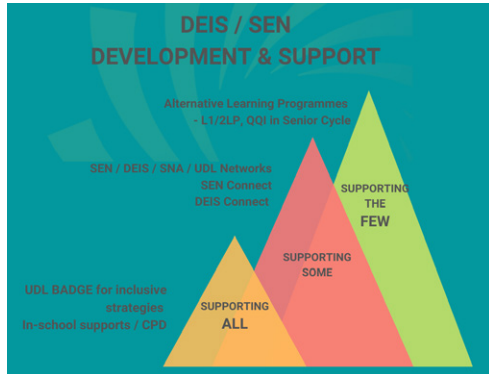 DEIS / SEN
DEVELOPMENT & SUPPORT
Alternative Learning Programmes
- L1/2LP, QQI in Senior Cycle
SEN / DEIS / SNA / UDL Networks
SEN Connect
DEIS Connect
SUPPORTING
THE
FEW
SUPPORTING
SOME
UDL BADGE for inclusive
strategies
In-school supports / CPD
SUPPORTING
ALL